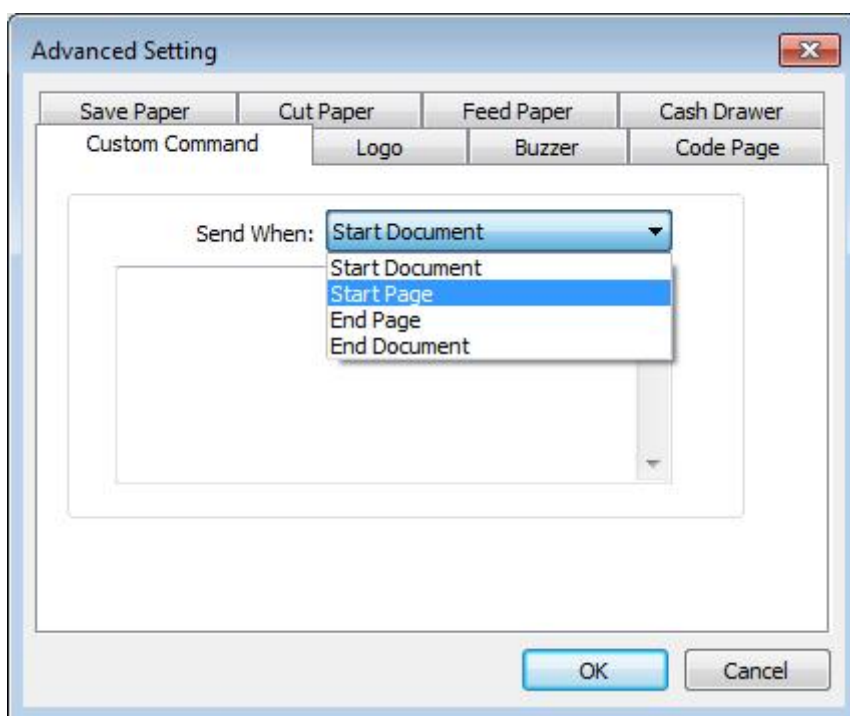 Advanced Setting
Save Paper Cut Paper Feed Paper Cash Drawer
Custom Command Logo Buzzer Code Page
Send When: Start Document
Start Document
Start Page
End Page
End Document
OK Cancel